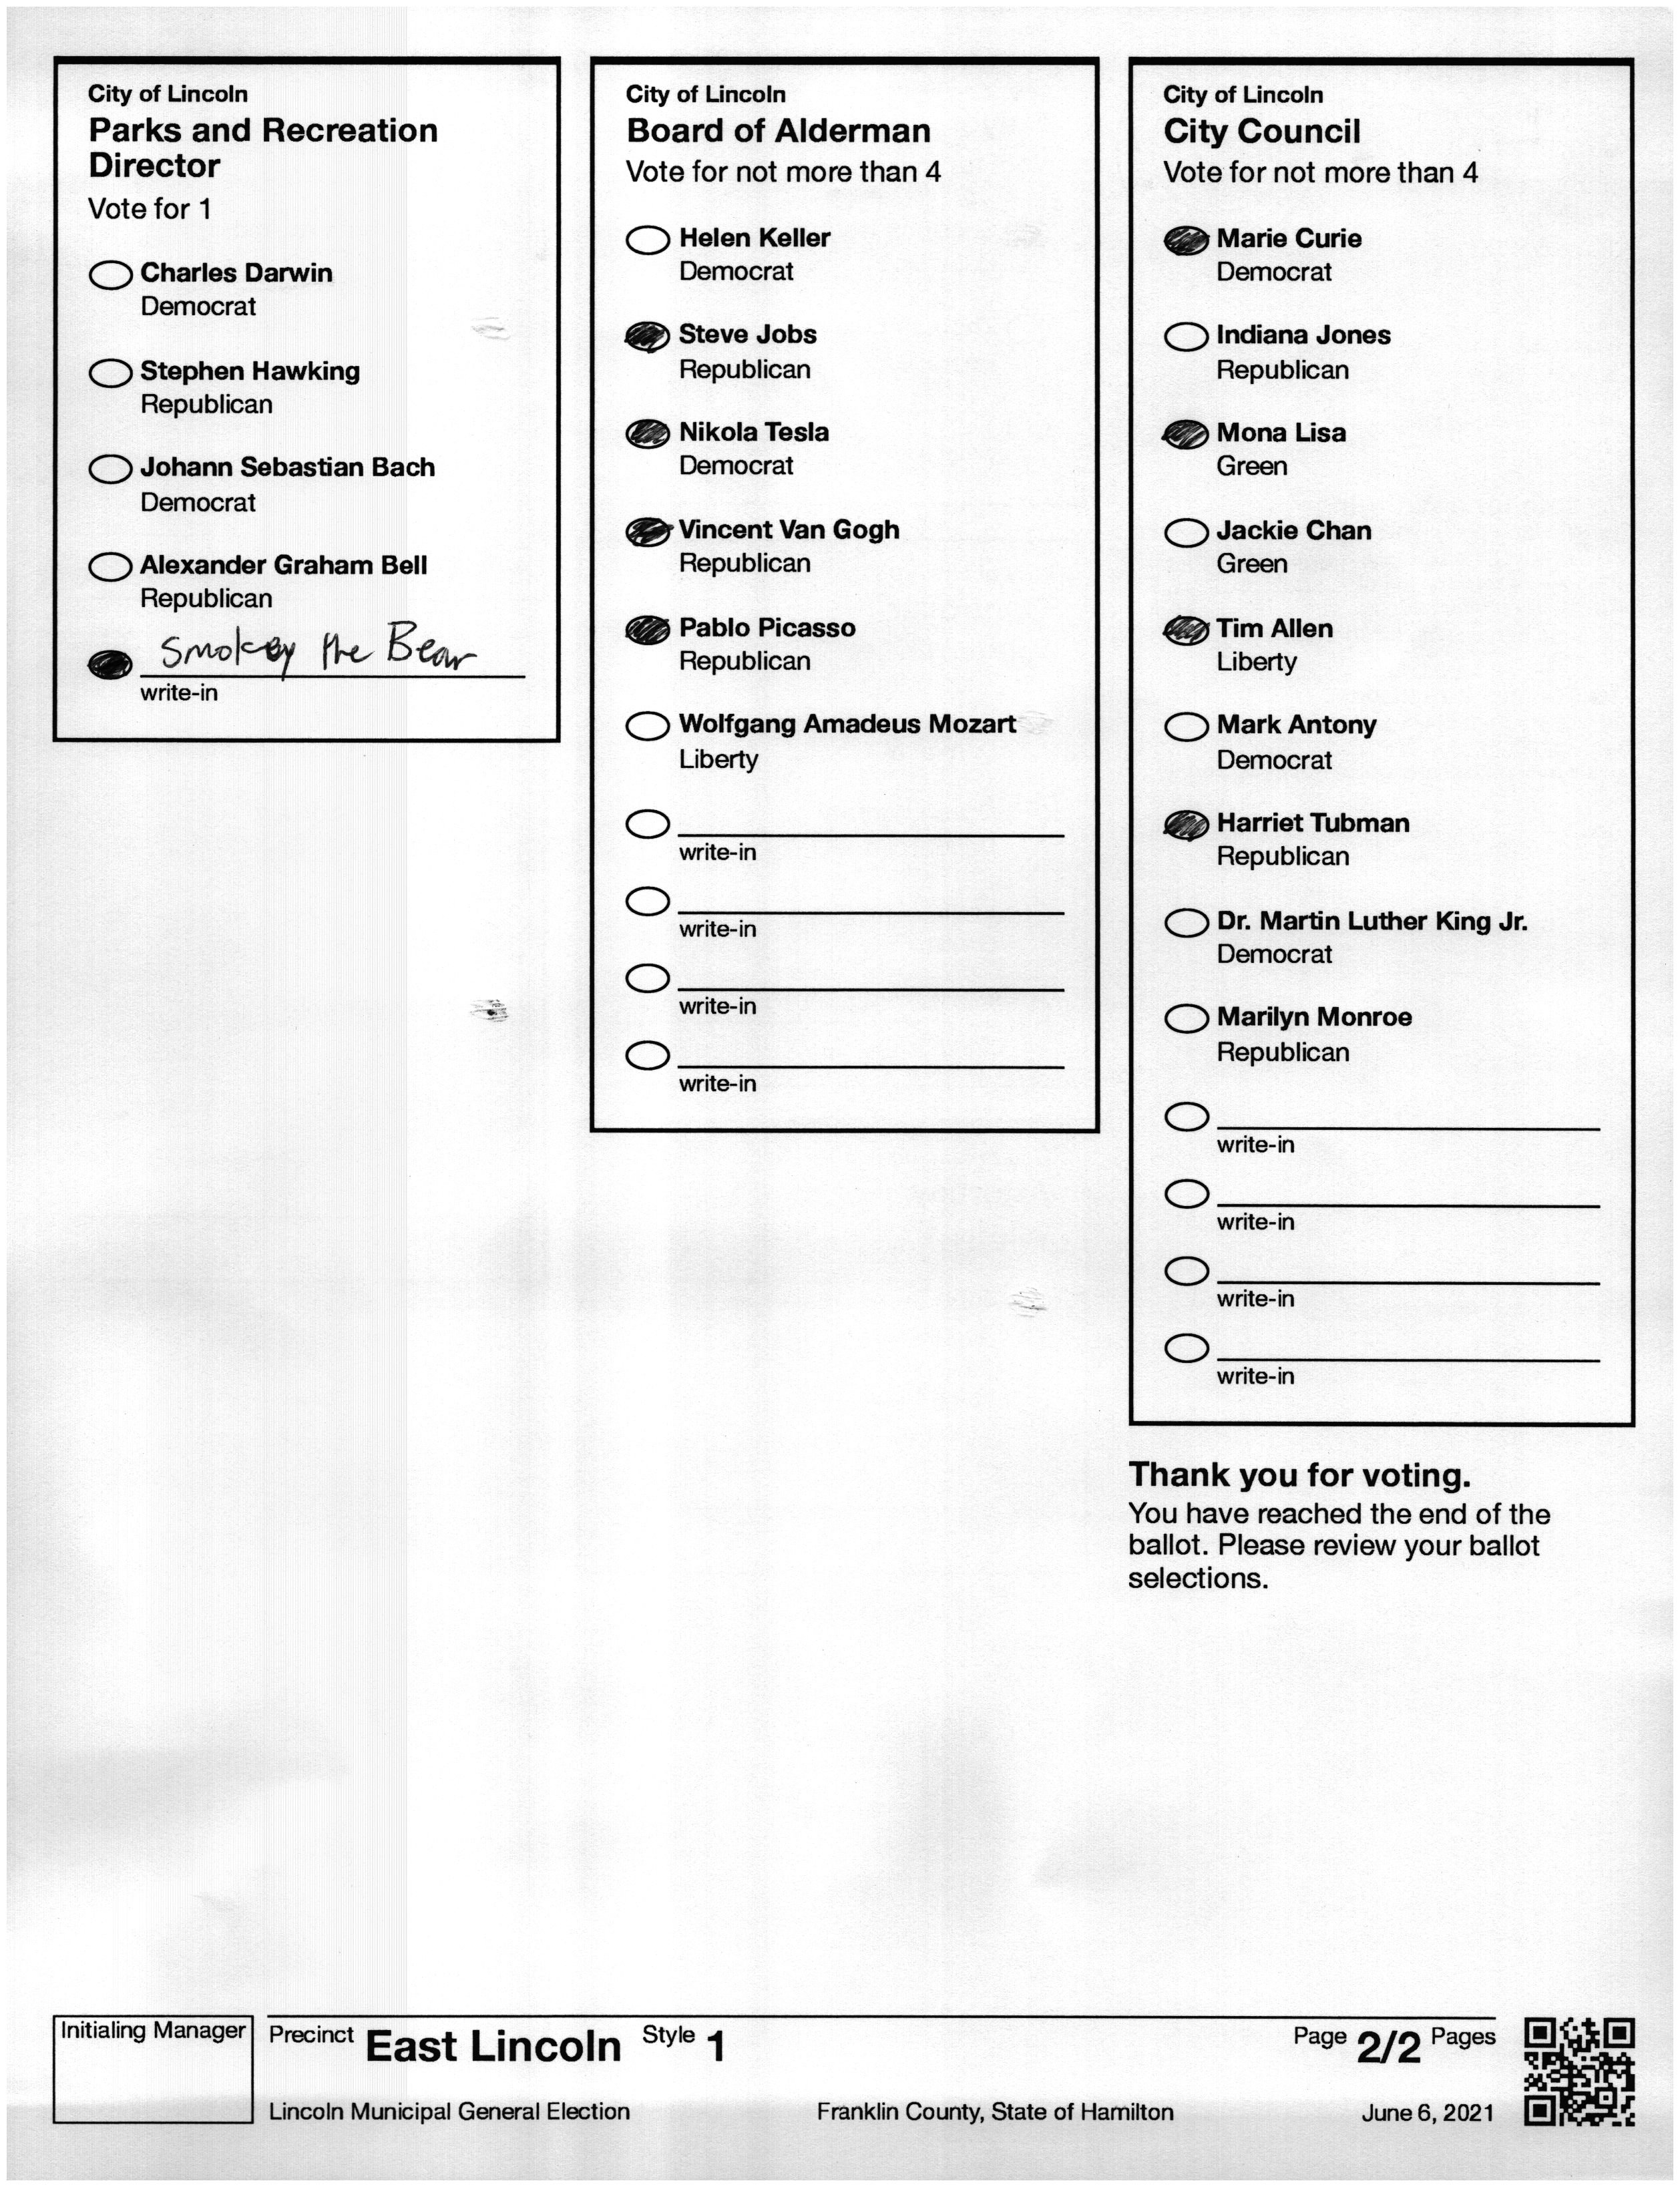 City of Lincoln
Parks and Recreation
Director
Vote for 1
Charles Darwin
Democrat
Stephen Hawking
Republican
Johann Sebastian Bach
Democrat
Alexander Graham Bell
Republican
Smokey the Bear
write-in
City of Lincoln
Board of Alderman
Vote for not more than 4
Helen Keller
Democrat
Steve Jobs
Republican
Nikola Tesla
Democrat
Vincent Van Gogh
Republican
Pablo Picasso
Republican
Wolfgang Amadeus Mozart
Liberty
write-in
write-in
write-in
write-in
City of Lincoln
City Council
Vote for not more than 4
Marie Curie
Democrat
Indiana Jones
Republican
Mona Lisa
Green
Jackie Chan
Green
Tim Allen
Liberty
Mark Antony
Democrat
Harriet Tubman
Republican
Dr. Martin Luther King Jr.
Democrat
Marilyn Monroe
Republican
write-in
write-in
write-in
write-in
Thank you for voting.
You have reached the end of the
ballot. Please review your ballot
selections.
Initialing Manager
Precinct East Lincoln Style 1
Page 2/2 Pages
Lincoln Municipal General Election
Franklin County, State of Hamilton
June 6, 2021